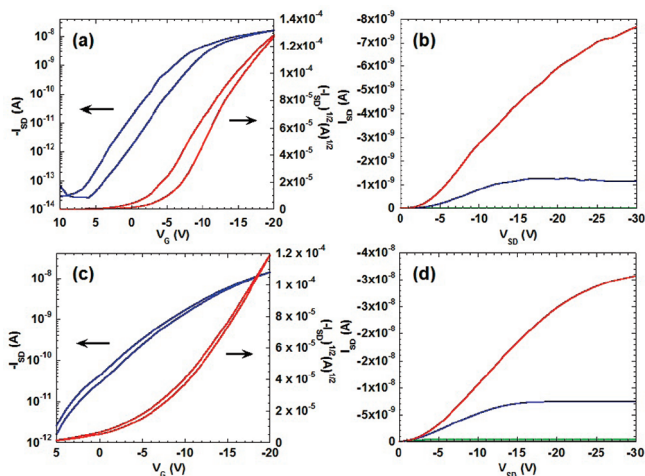 (a)
-I_SD (A)
10⁻⁸
10⁻⁹
10⁻¹⁰
10⁻¹¹
10⁻¹²
10⁻¹³
10⁻¹⁴
10 5 0 -5 -10 -15 -20
V_G (V)
1.4x10⁻⁴
1.2x10⁻⁴
1x10⁻⁴
8x10⁻⁵
6x10⁻⁵
4x10⁻⁵
2x10⁻⁵
0
(-I_SD)^1/2(A)^1/2
(b)
I_SD (A)
-8x10⁻⁹
-7x10⁻⁹
-6x10⁻⁹
-5x10⁻⁹
-4x10⁻⁹
-3x10⁻⁹
-2x10⁻⁹
-1x10⁻⁹
0
0 -5 -10 -15 -20 -25 -30
V_SD (V)
(c)
-I_SD (A)
10⁻⁸
10⁻⁹
10⁻¹⁰
10⁻¹¹
10⁻¹²
5 0 -5 -10 -15 -20
V_G (V)
1.2 x 10⁻⁴
1 x 10⁻⁴
8 x 10⁻⁵
6 x 10⁻⁵
4 x 10⁻⁵
2 x 10⁻⁵
0
(-I_SD)^1/2(A)^1/2
(d)
I_SD (A)
-4x10⁻⁸
-3x10⁻⁸
-3x10⁻⁸
-2x10⁻⁸
-2x10⁻⁸
-1x10⁻⁸
-5x10⁻⁹
0
0 -5 -10 -15 -20 -25 -30
V_SD (V)